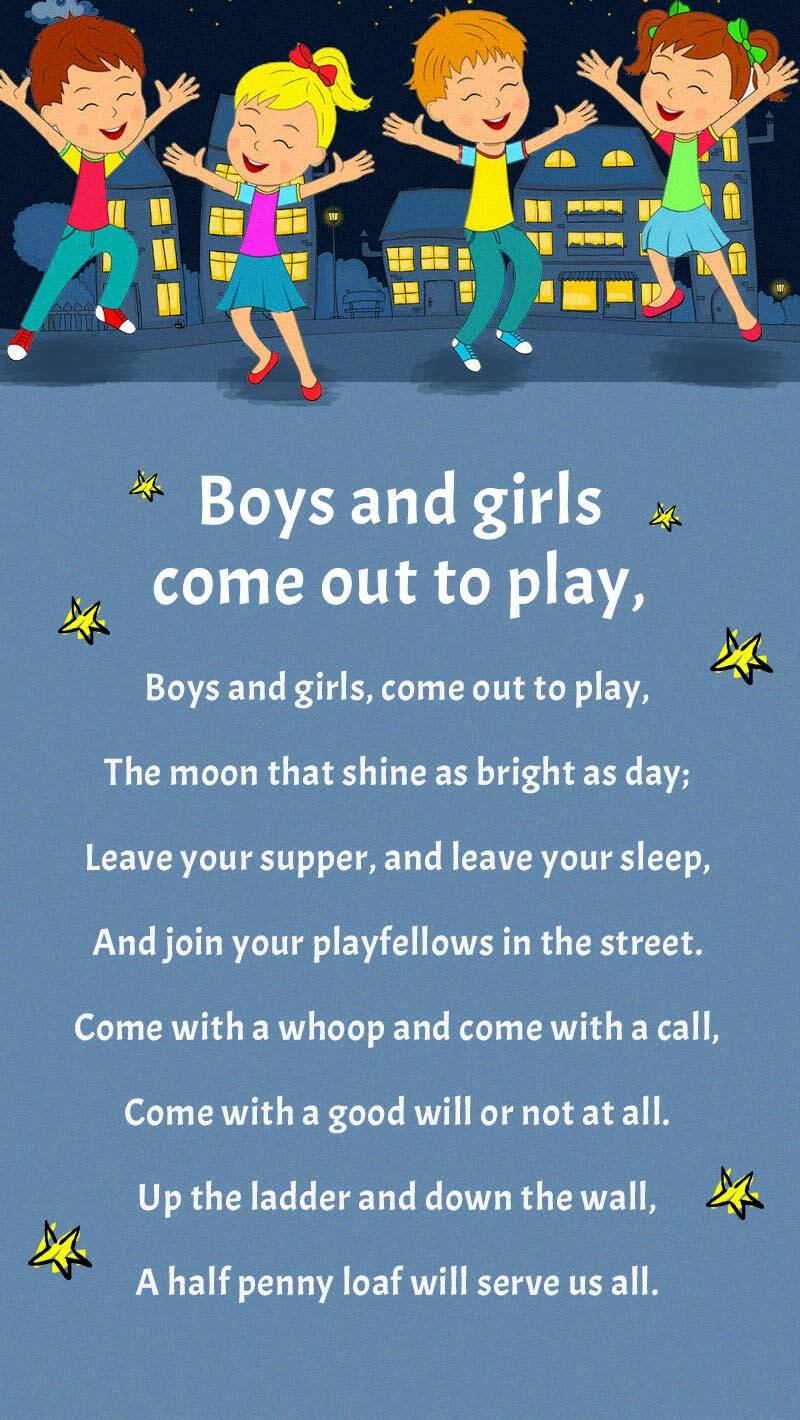 Boys and girls
come out to play,
Boys and girls, come out to play,
The moon that shine as bright as day;
Leave your supper, and leave your sleep,
And join your playfellows in the street.
Come with a whoop and come with a call,
Come with a good will or not at all.
Up the ladder and down the wall,
A half penny loaf will serve us all.